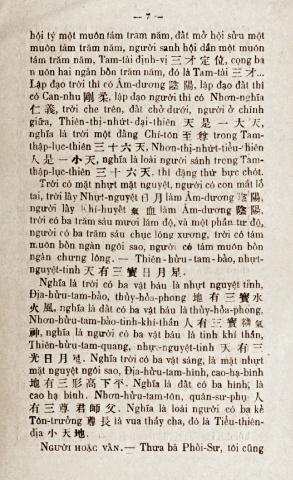 — 7 —
hội tý một muôn tám trăm năm, đất mở hội sửu một
muôn tám trăm năm, người sanh hội dần một muôn
tám trăm năm, Tam-tài định-vị 三才定位, cọng ba
muôn hai ngàn bốn trăm năm, đó là Tam-tài 三才...
Lập đạo trời thì có Âm-dương 陰陽, lập đạo đất thì
có Can-nhu 剛柔, lập đạo người thì có Nhơn-nghĩa
仁義, trời che trên, đất chở dưới, người ở chính
giữa, Thiên-thị-nhứt-đại-thiên 天是一大天,
nghĩa là trời một đằng Chí-tôn 至尊 trong Tam-
thập-lục-thiên 三十六天, Nhơn-thị-nhứt-tiểu-thiên
人是一小天, nghĩa là loài người sánh trong Tam-
thập-lục-thiên 三十六天, thì đặng thứ bực chót.
Trời có mặt nhựt mặt nguyệt, người có con mắt lỗ
tai, trời lấy Nhựt-nguyệt 日月 làm Âm-dương 陰陽,
người lấy Khí-huyết 氣血 làm Âm-dương 陰陽,
trời có ba trăm sáu mươi lăm độ, và một phần tư độ,
người có ba trăm sáu chục lóng xương, trời có tám
muôn bốn ngàn ngôi sao, người có tám muôn bốn
ngàn chưng lông. — Thiên-hữu-tam-bảo, nhựt-
nguyệt-tinh 天有三寶日月星.
Nghĩa là trời có ba vật báu là nhựt nguyệt tinh,
Địa-hữu-tam-bảo, thủy-hỏa-phong 地有三寶水
火風, nghĩa là đất có ba vật báu là thủy-hỏa-phong,
Nhơn-hữu-tam-bảo-tinh-khí-thần 人有三寶精氣
神, nghĩa là người có ba vật báu là tinh khí thần,
Thiên-hữu-tam-quang, nhựt-nguyệt-tinh 天有三
光日月星. Nghĩa trời có ba vật sáng, là mặt nhựt
mặt nguyệt ngôi sao, Địa-hữu-tam-hình, cao-hạ-bình
地有三形高下平. Nghĩa là đất có ba hình, là
cao hạ bình. Nhơn-hữu-tam-tôn, quân-sư-phụ 人
有三尊君師父. Nghĩa là loài người có ba kẻ
Tôn-trưởng 尊長 là vua thầy cha, đó là Tiểu-thiên-
địa 小天地.
NGƯỜI HOẶC VẤN.— Thưa bà Phối-Sư, tôi cũng